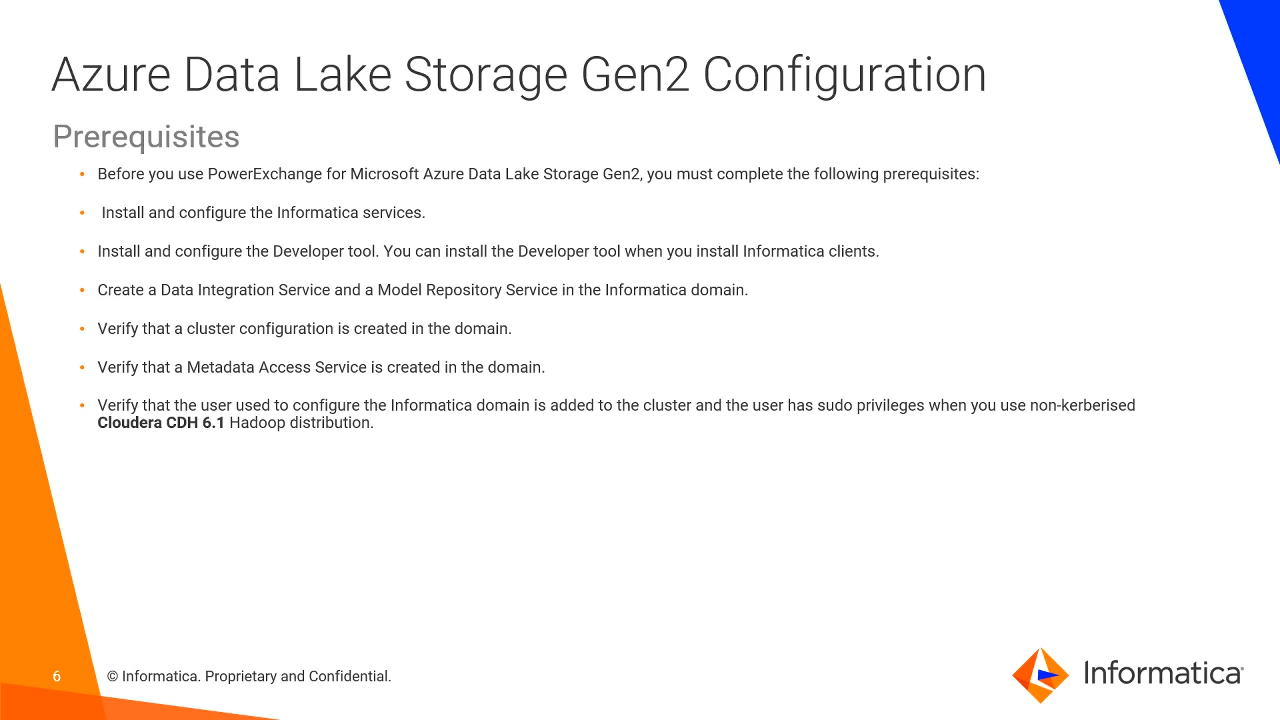 Azure Data Lake Storage Gen2 Configuration
Prerequisites
• Before you use PowerExchange for Microsoft Azure Data Lake Storage Gen2, you must complete the following prerequisites:
• Install and configure the Informatica services.
• Install and configure the Developer tool. You can install the Developer tool when you install Informatica clients.
• Create a Data Integration Service and a Model Repository Service in the Informatica domain.
• Verify that a cluster configuration is created in the domain.
• Verify that a Metadata Access Service is created in the domain.
• Verify that the user used to configure the Informatica domain is added to the cluster and the user has sudo privileges when you use non-kerberised
Cloudera CDH 6.1 Hadoop distribution.
6 © Informatica. Proprietary and Confidential.
Informatica